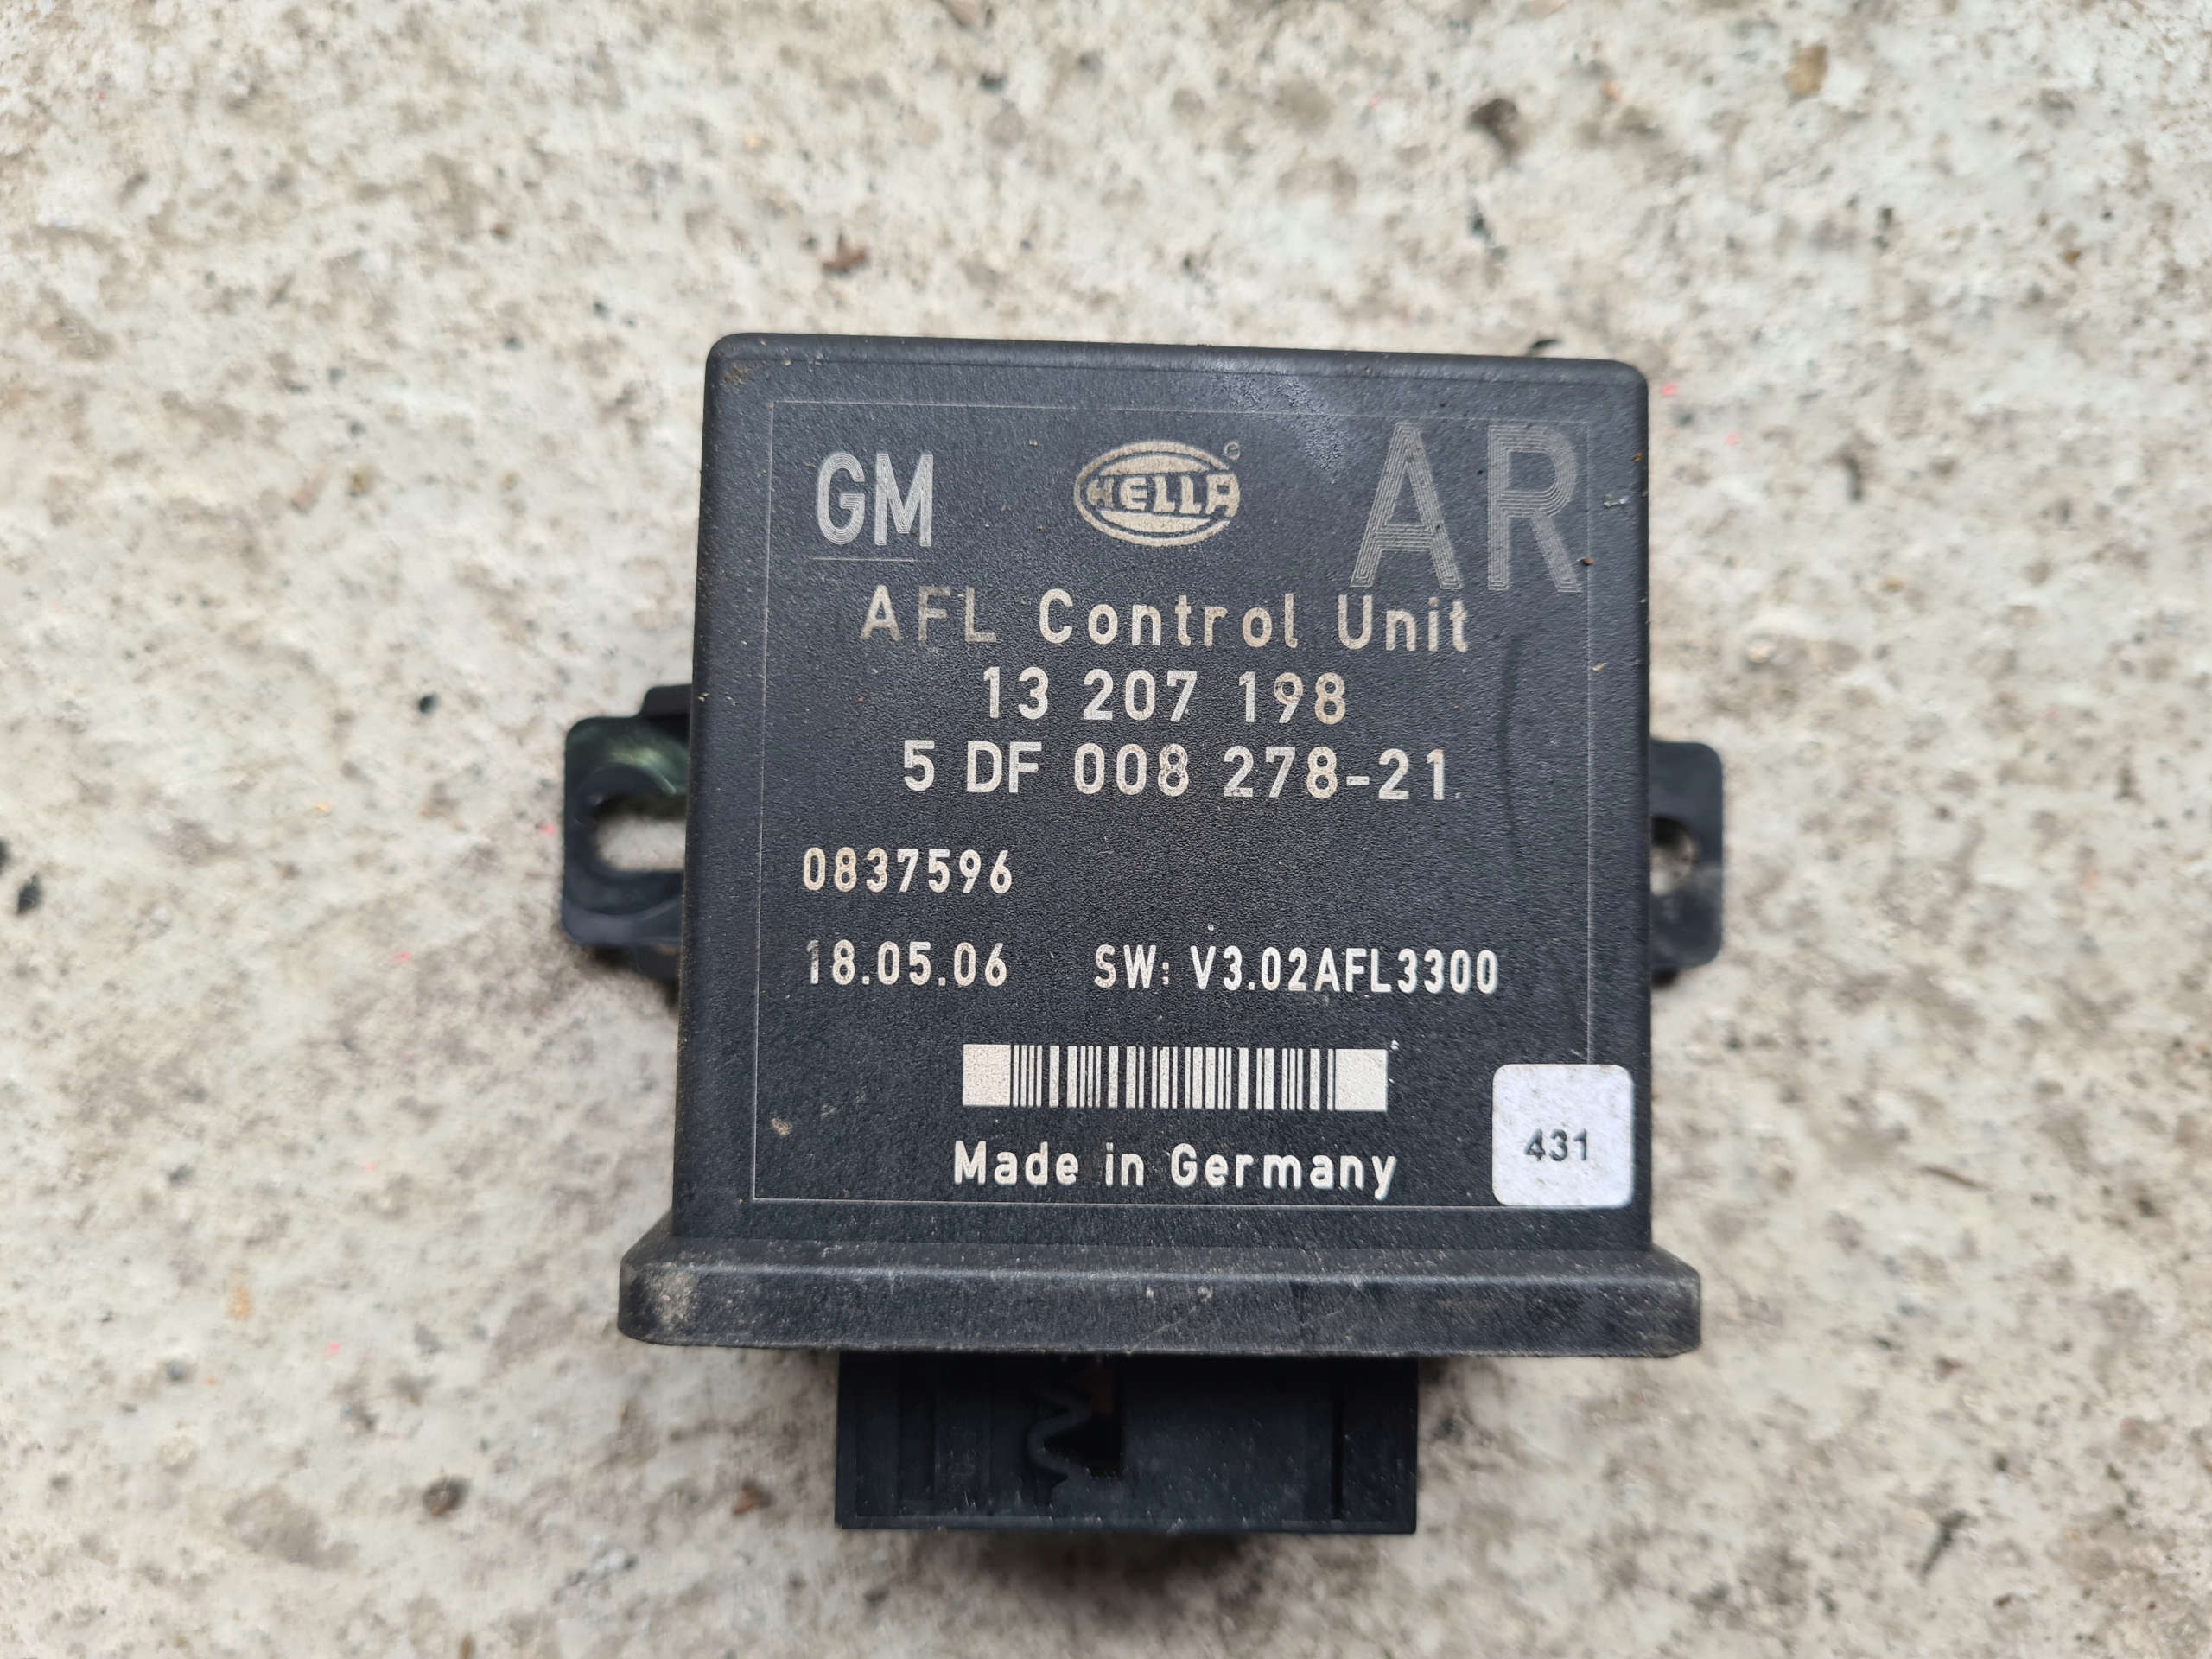 GM HELLA AR
AFL Control Unit
13 207 198
5 DF 008 278-21
0837596
18.05.06 SW: V3.02AFL3300
Made in Germany
431